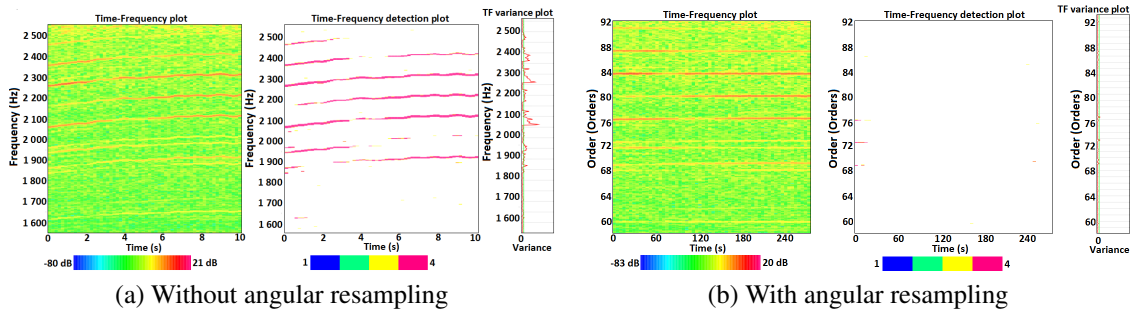 Time-Frequency plot
Frequency (Hz)
2 500
2 400
2 300
2 200
2 100
2 000
1 900
1 800
1 700
1 600
0 2 4 6 8 10
Time (s)
-80 dB 21 dB
Time-Frequency detection plot
Frequency (Hz)
2 500
2 400
2 300
2 200
2 100
2 000
1 900
1 800
1 700
1 600
0 2 4 6 8 10
Time (s)
1 4
TF variance plot
Frequency (Hz)
2 500
2 400
2 300
2 200
2 100
2 000
1 900
1 800
1 700
1 600
0
Variance
(a) Without angular resampling
Time-Frequency plot
Order (Orders)
92
88
84
80
76
72
68
64
60
0 60 120 180 240
Time (s)
-83 dB 20 dB
Time-Frequency detection plot
Order (Orders)
92
88
84
80
76
72
68
64
60
0 60 120 180 240
Time (s)
1 4
TF variance plot
Order (Orders)
92
88
84
80
76
72
68
64
60
0
Variance
(b) With angular resampling